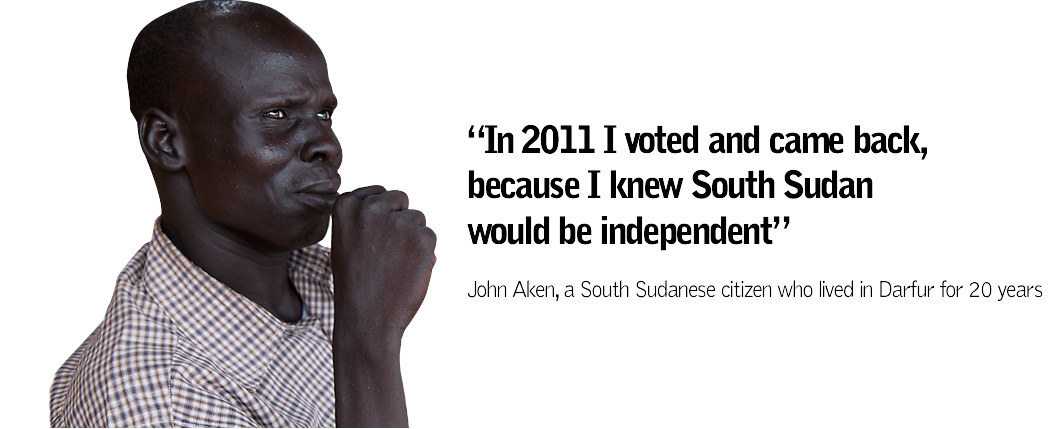 “In 2011 I voted and came back,
because I knew South Sudan
would be independent”
John Aken, a South Sudanese citizen who lived in Darfur for 20 years